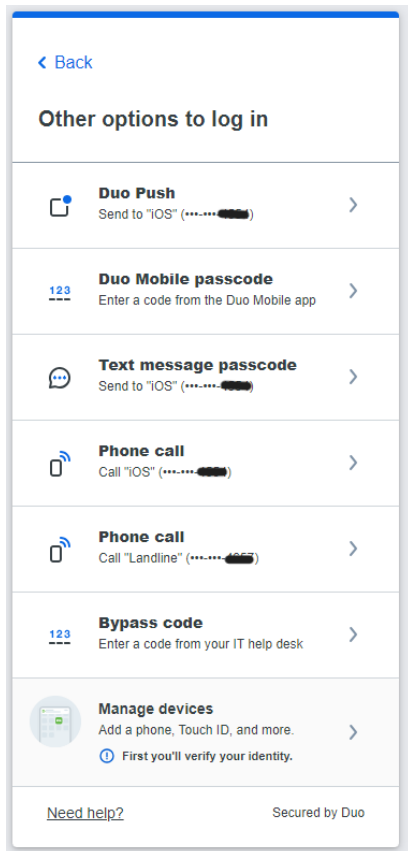 Back
Other options to log in
Duo Push
Send to "iOS" (•••-•••-)
123
Duo Mobile passcode
Enter a code from the Duo Mobile app
Text message passcode
Send to "iOS" (•••-•••-)
Phone call
Call "iOS" (•••-•••-)
Phone call
Call "Landline" (•••-•••-)
123
Bypass code
Enter a code from your IT help desk
Manage devices
Add a phone, Touch ID, and more.
First you'll verify your identity.
Need help?
Secured by Duo